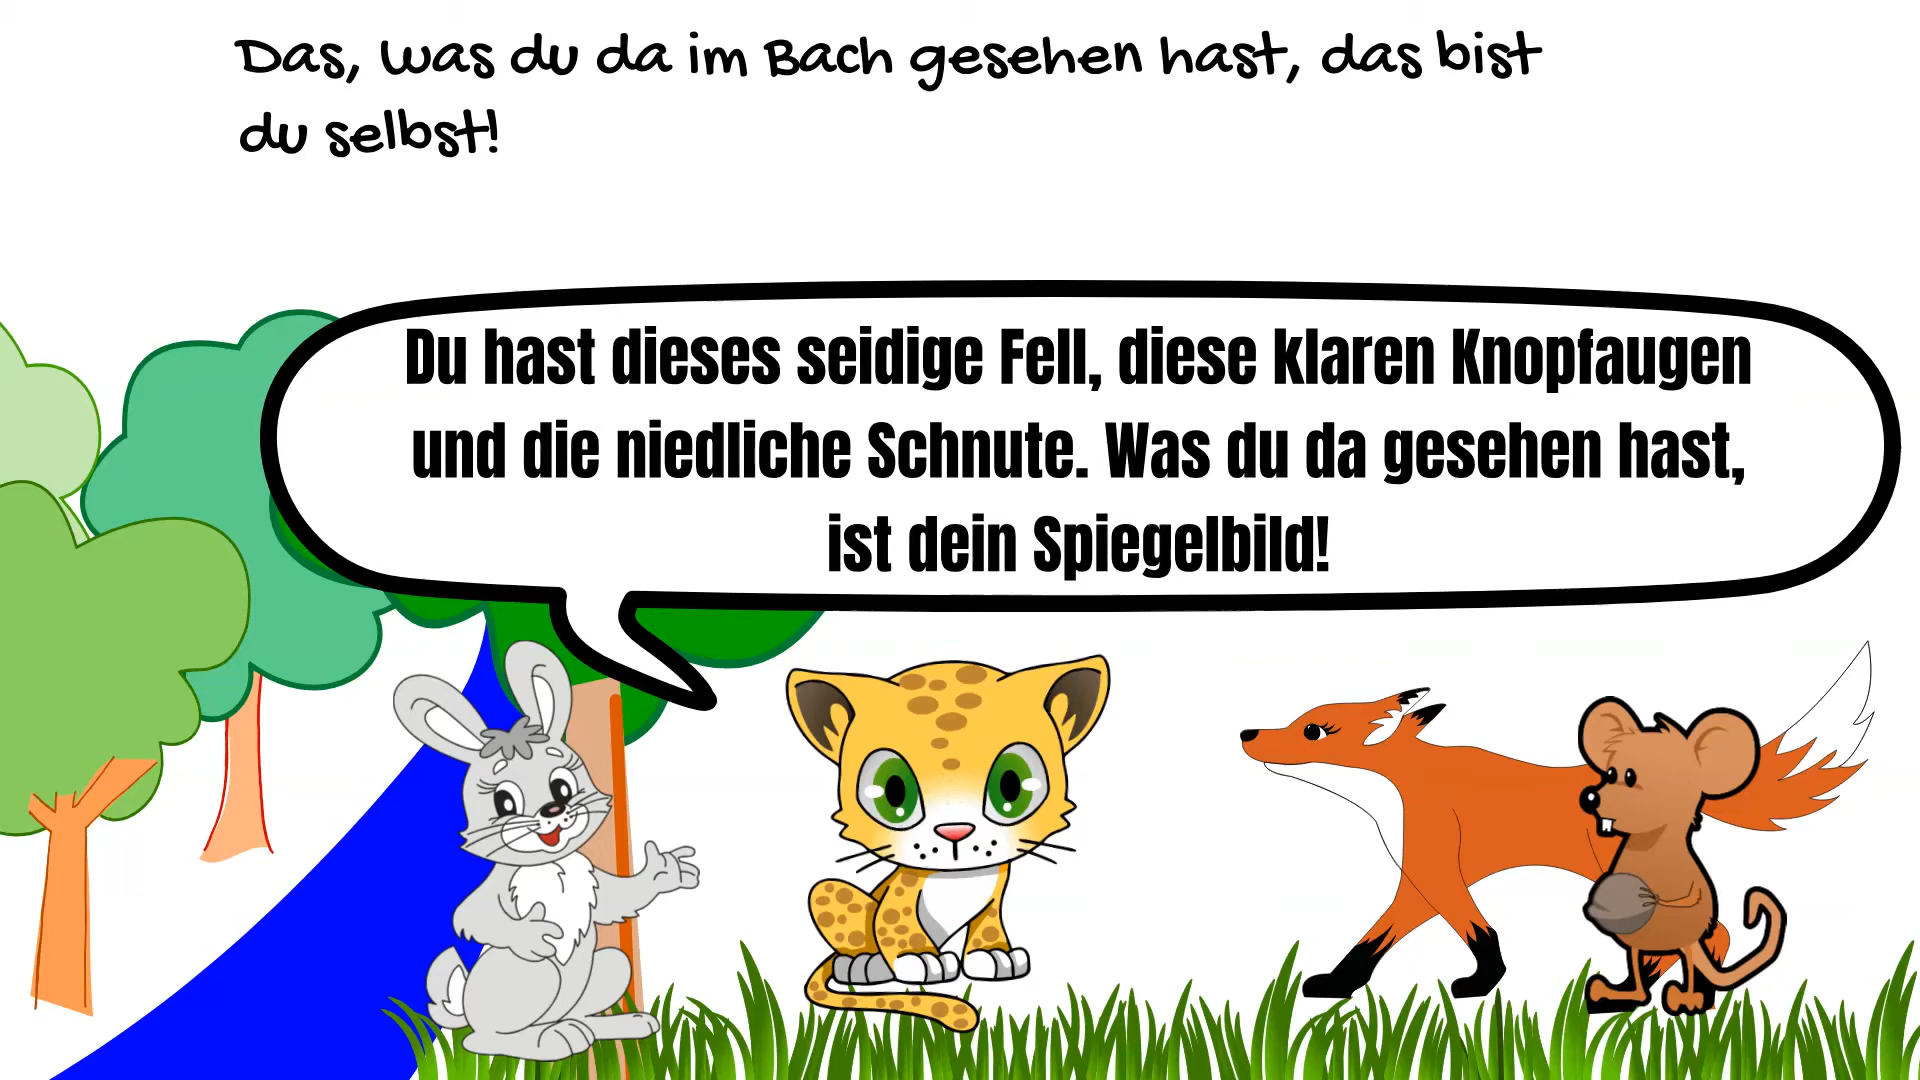 Das, was du da im Bach gesehen hast, das bist
du selbst!
Du hast dieses seidige Fell, diese klaren Knopfaugen
und die niedliche Schnute. Was du da gesehen hast,
ist dein Spiegelbild!